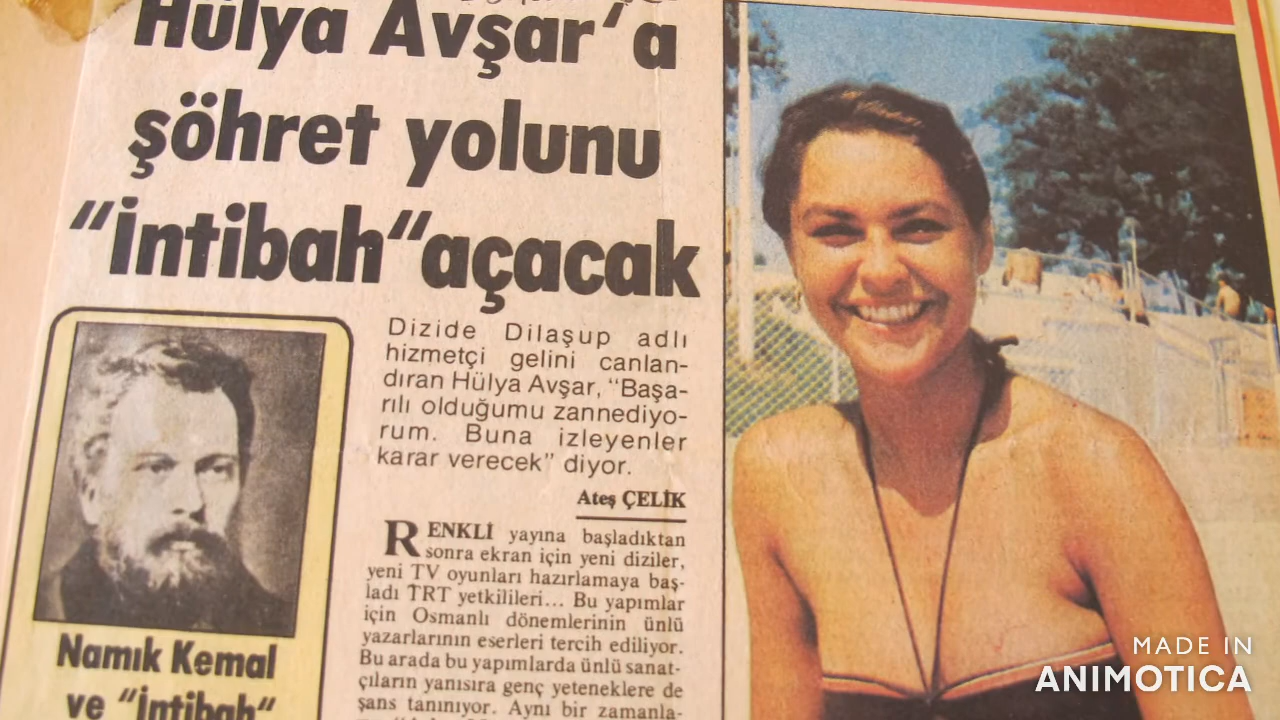 Hülya Avşar'a
şöhret yolunu
"İntibah"açacak
Dizide Dilaşup adlı
hizmetçi gelini canlan-
dıran Hülya Avşar, "Başa-
rılı olduğumu zannediyo-
rum. Buna izleyenler
karar verecek" diyor.
Ateş ÇELİK
RENKLİ yayına başladıktan
sonra ekran için yeni diziler,
yeni TV oyunları hazırlamaya baş-
ladı TRT yetkilileri... Bu yapımlar
için Osmanlı dönemlerinin ünlü
yazarlarının eserleri tercih ediliyor.
Bu arada bu yapımlarda ünlü sanat-
çıların yanısıra genç yeteneklere de
şans tanınıyor. Aynı bir zamanla-
Namık Kemal
ve "İntibah"
MADE IN
ANIMOTICA